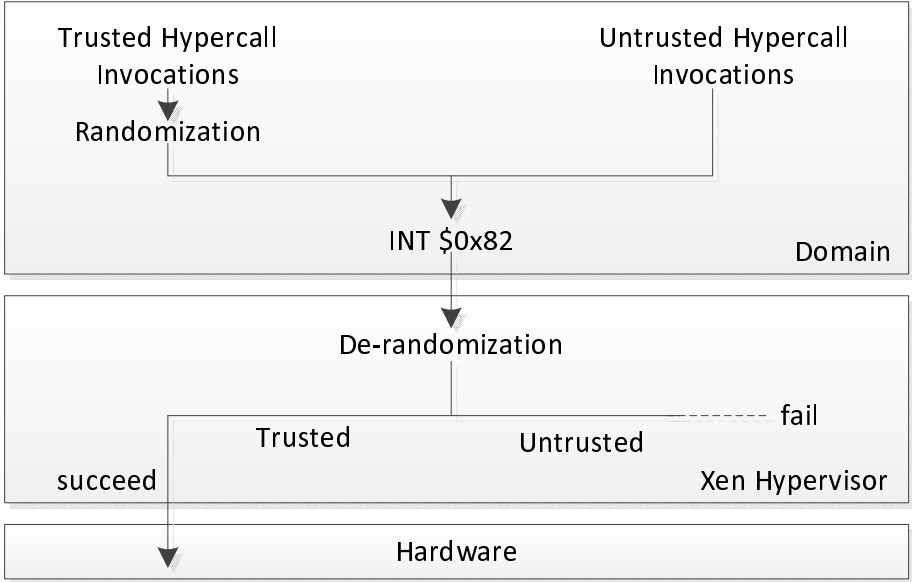 Trusted Hypercall
Invocations
Untrusted Hypercall
Invocations
Randomization
INT $0x82
Domain
De-randomization
fail
Trusted
Untrusted
succeed
Xen Hypervisor
Hardware